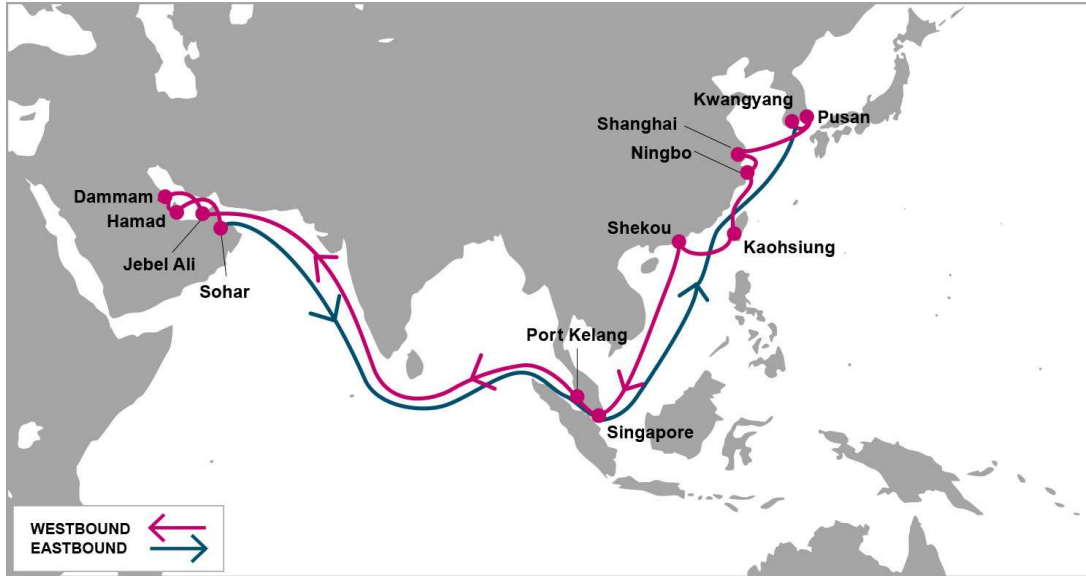 Kwangyang
Pusan
Shanghai
Ningbo
Dammam
Hamad
Shekou
Jebel Ali
Kaohsiung
Sohar
Port Kelang
Singapore
WESTBOUND
EASTBOUND